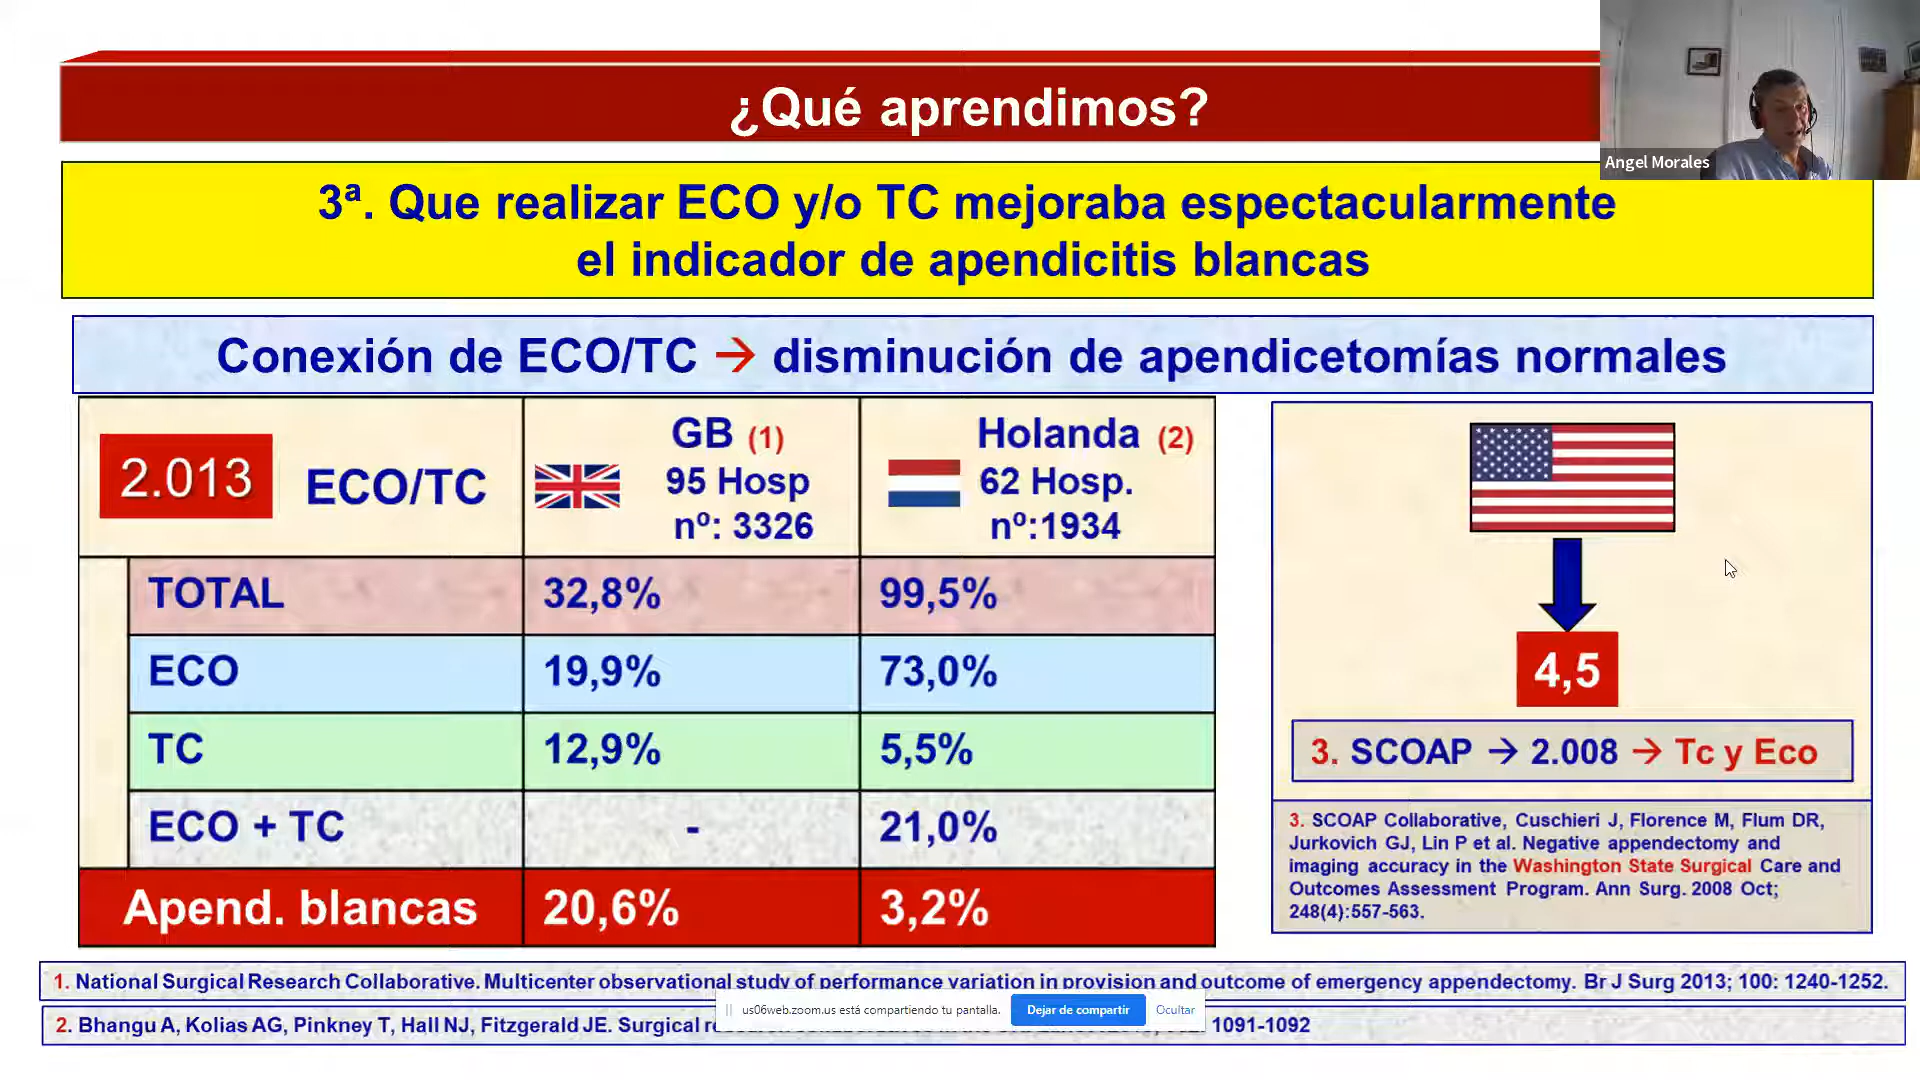 ¿Qué aprendimos?
Angel Morales
3ª. Que realizar ECO y/o TC mejoraba espectacularmente
el indicador de apendicitis blancas
Conexión de ECO/TC → disminución de apendicetomías normales
2.013 ECO/TC
GB (1)
95 Hosp
nº: 3326
Holanda (2)
62 Hosp.
nº:1934
TOTAL 32,8% 99,5%
ECO 19,9% 73,0%
TC 12,9% 5,5%
ECO + TC - 21,0%
Apend. blancas 20,6% 3,2%
4,5
3. SCOAP → 2.008 → Tc y Eco
3. SCOAP Collaborative, Cuschieri J, Florence M, Flum DR,
Jurkovich GJ, Lin P et al. Negative appendectomy and
imaging accuracy in the Washington State Surgical Care and
Outcomes Assessment Program. Ann Surg. 2008 Oct;
248(4):557-563.
1. National Surgical Research Collaborative. Multicenter observational study of performance variation in provision and outcome of emergency appendectomy. Br J Surg 2013; 100: 1240-1252.
us06web.zoom.us está compartiendo tu pantalla. Dejar de compartir Ocultar
2. Bhangu A, Kolias AG, Pinkney T, Hall NJ, Fitzgerald JE. Surgical 1091-1092